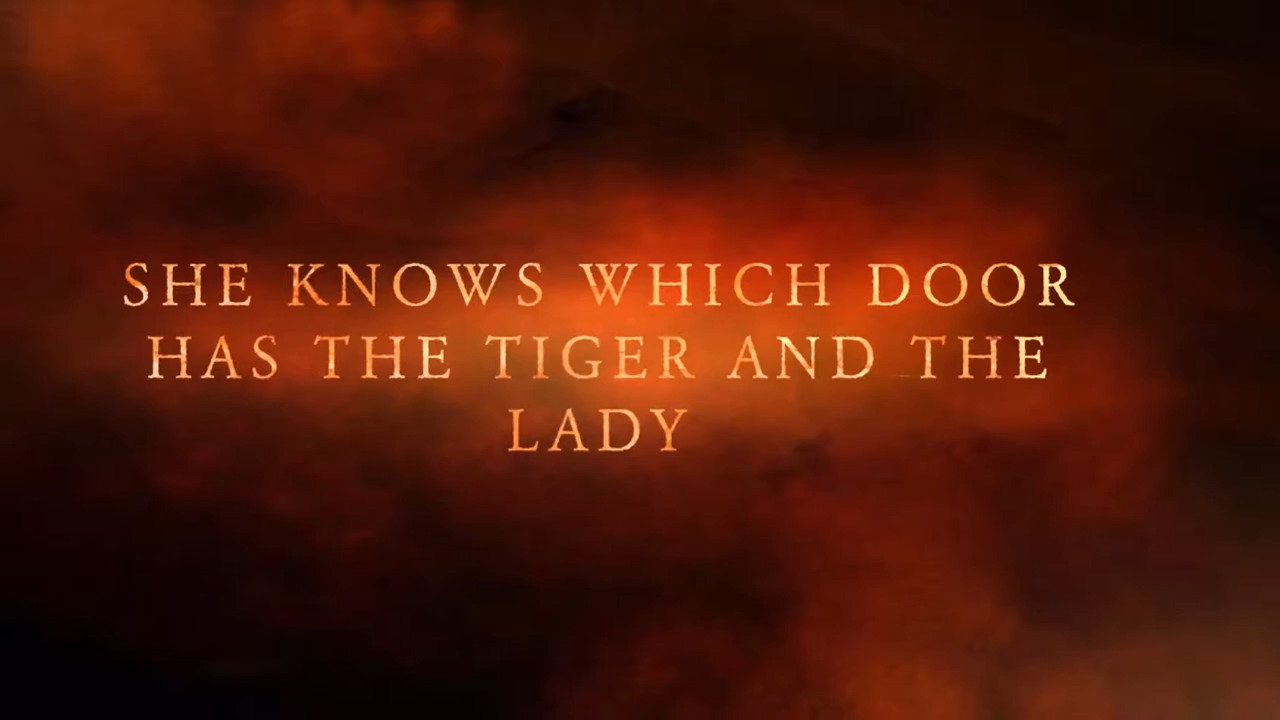 SHE KNOWS WHICH DOOR
HAS THE TIGER AND THE
LADY